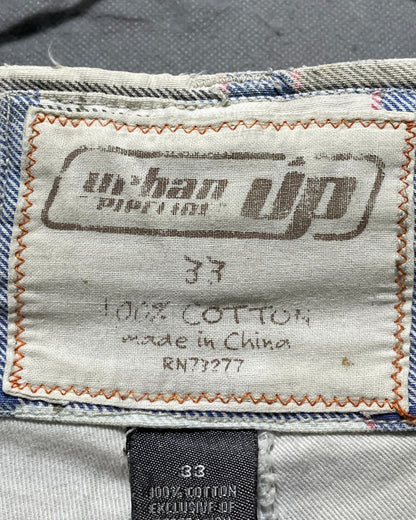 urban up
"PIPELINE"
33
100% COTTON
made in China
RN73277
33
100% COTTON
EXCLUSIVE OF